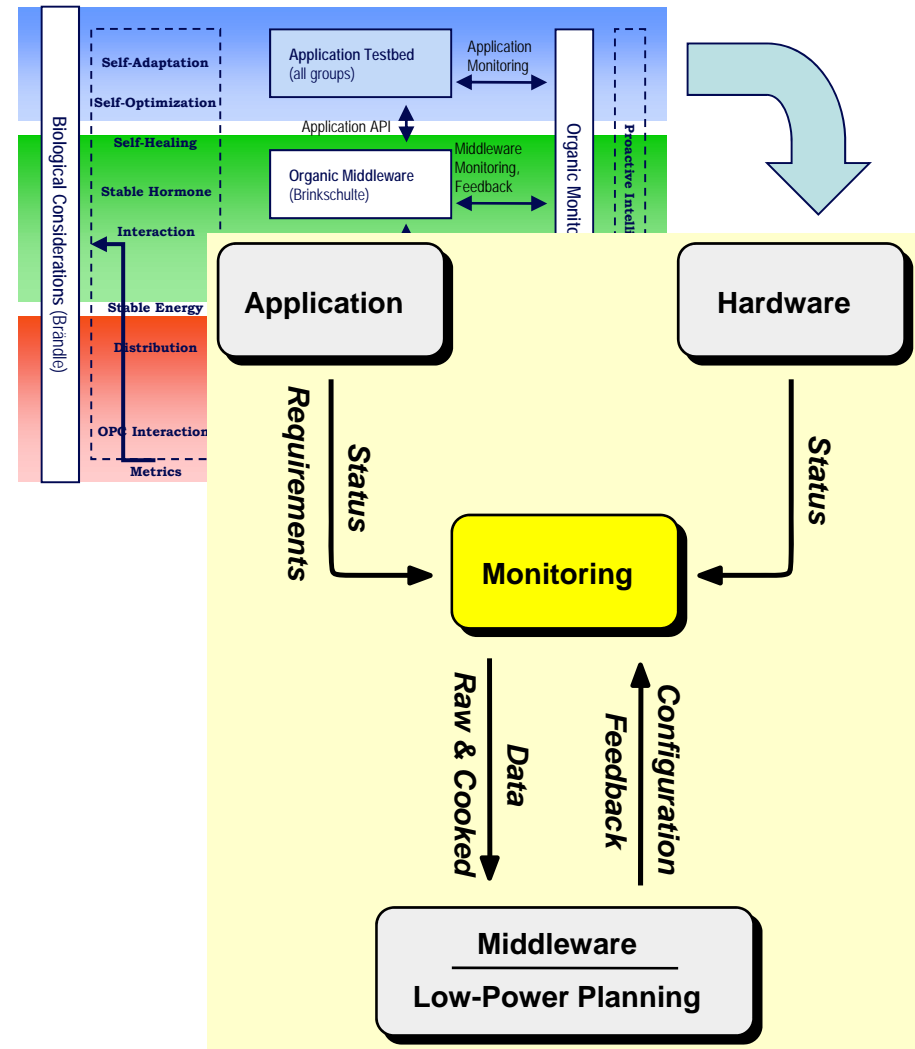 Biological Considerations (Brändle)
Self-Adaptation
Self-Optimization
Self-Healing
Stable Hormone
Interaction
Stable Energy
Distribution
OPC Interaction
Metrics
Application Testbed
(all groups)
Application
Monitoring
Application API
Organic Middleware
(Brinkschulte)
Middleware
Monitoring,
Feedback
Organic
Proactive
Application
Hardware
Requirements
Status
Status
Monitoring
Raw & Cooked
Data
Configuration
Feedback
Middleware
Low-Power Planning